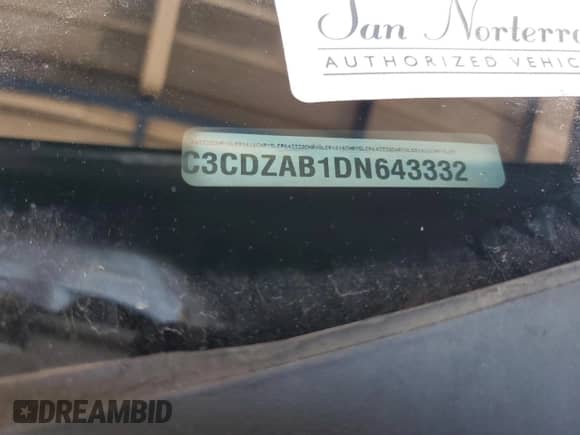 San Norterra
AUTHORIZED VEHIC
C3CDZAB1DN643332
DREAMBID